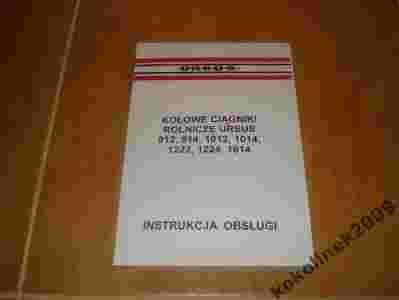 URSUS
KOŁOWE CIĄGNIKI
ROLNICZE URSUS
912, 914, 1012, 1014,
1222, 1224, 1614
INSTRUKCJA OBSŁUGI
kokolinek2009